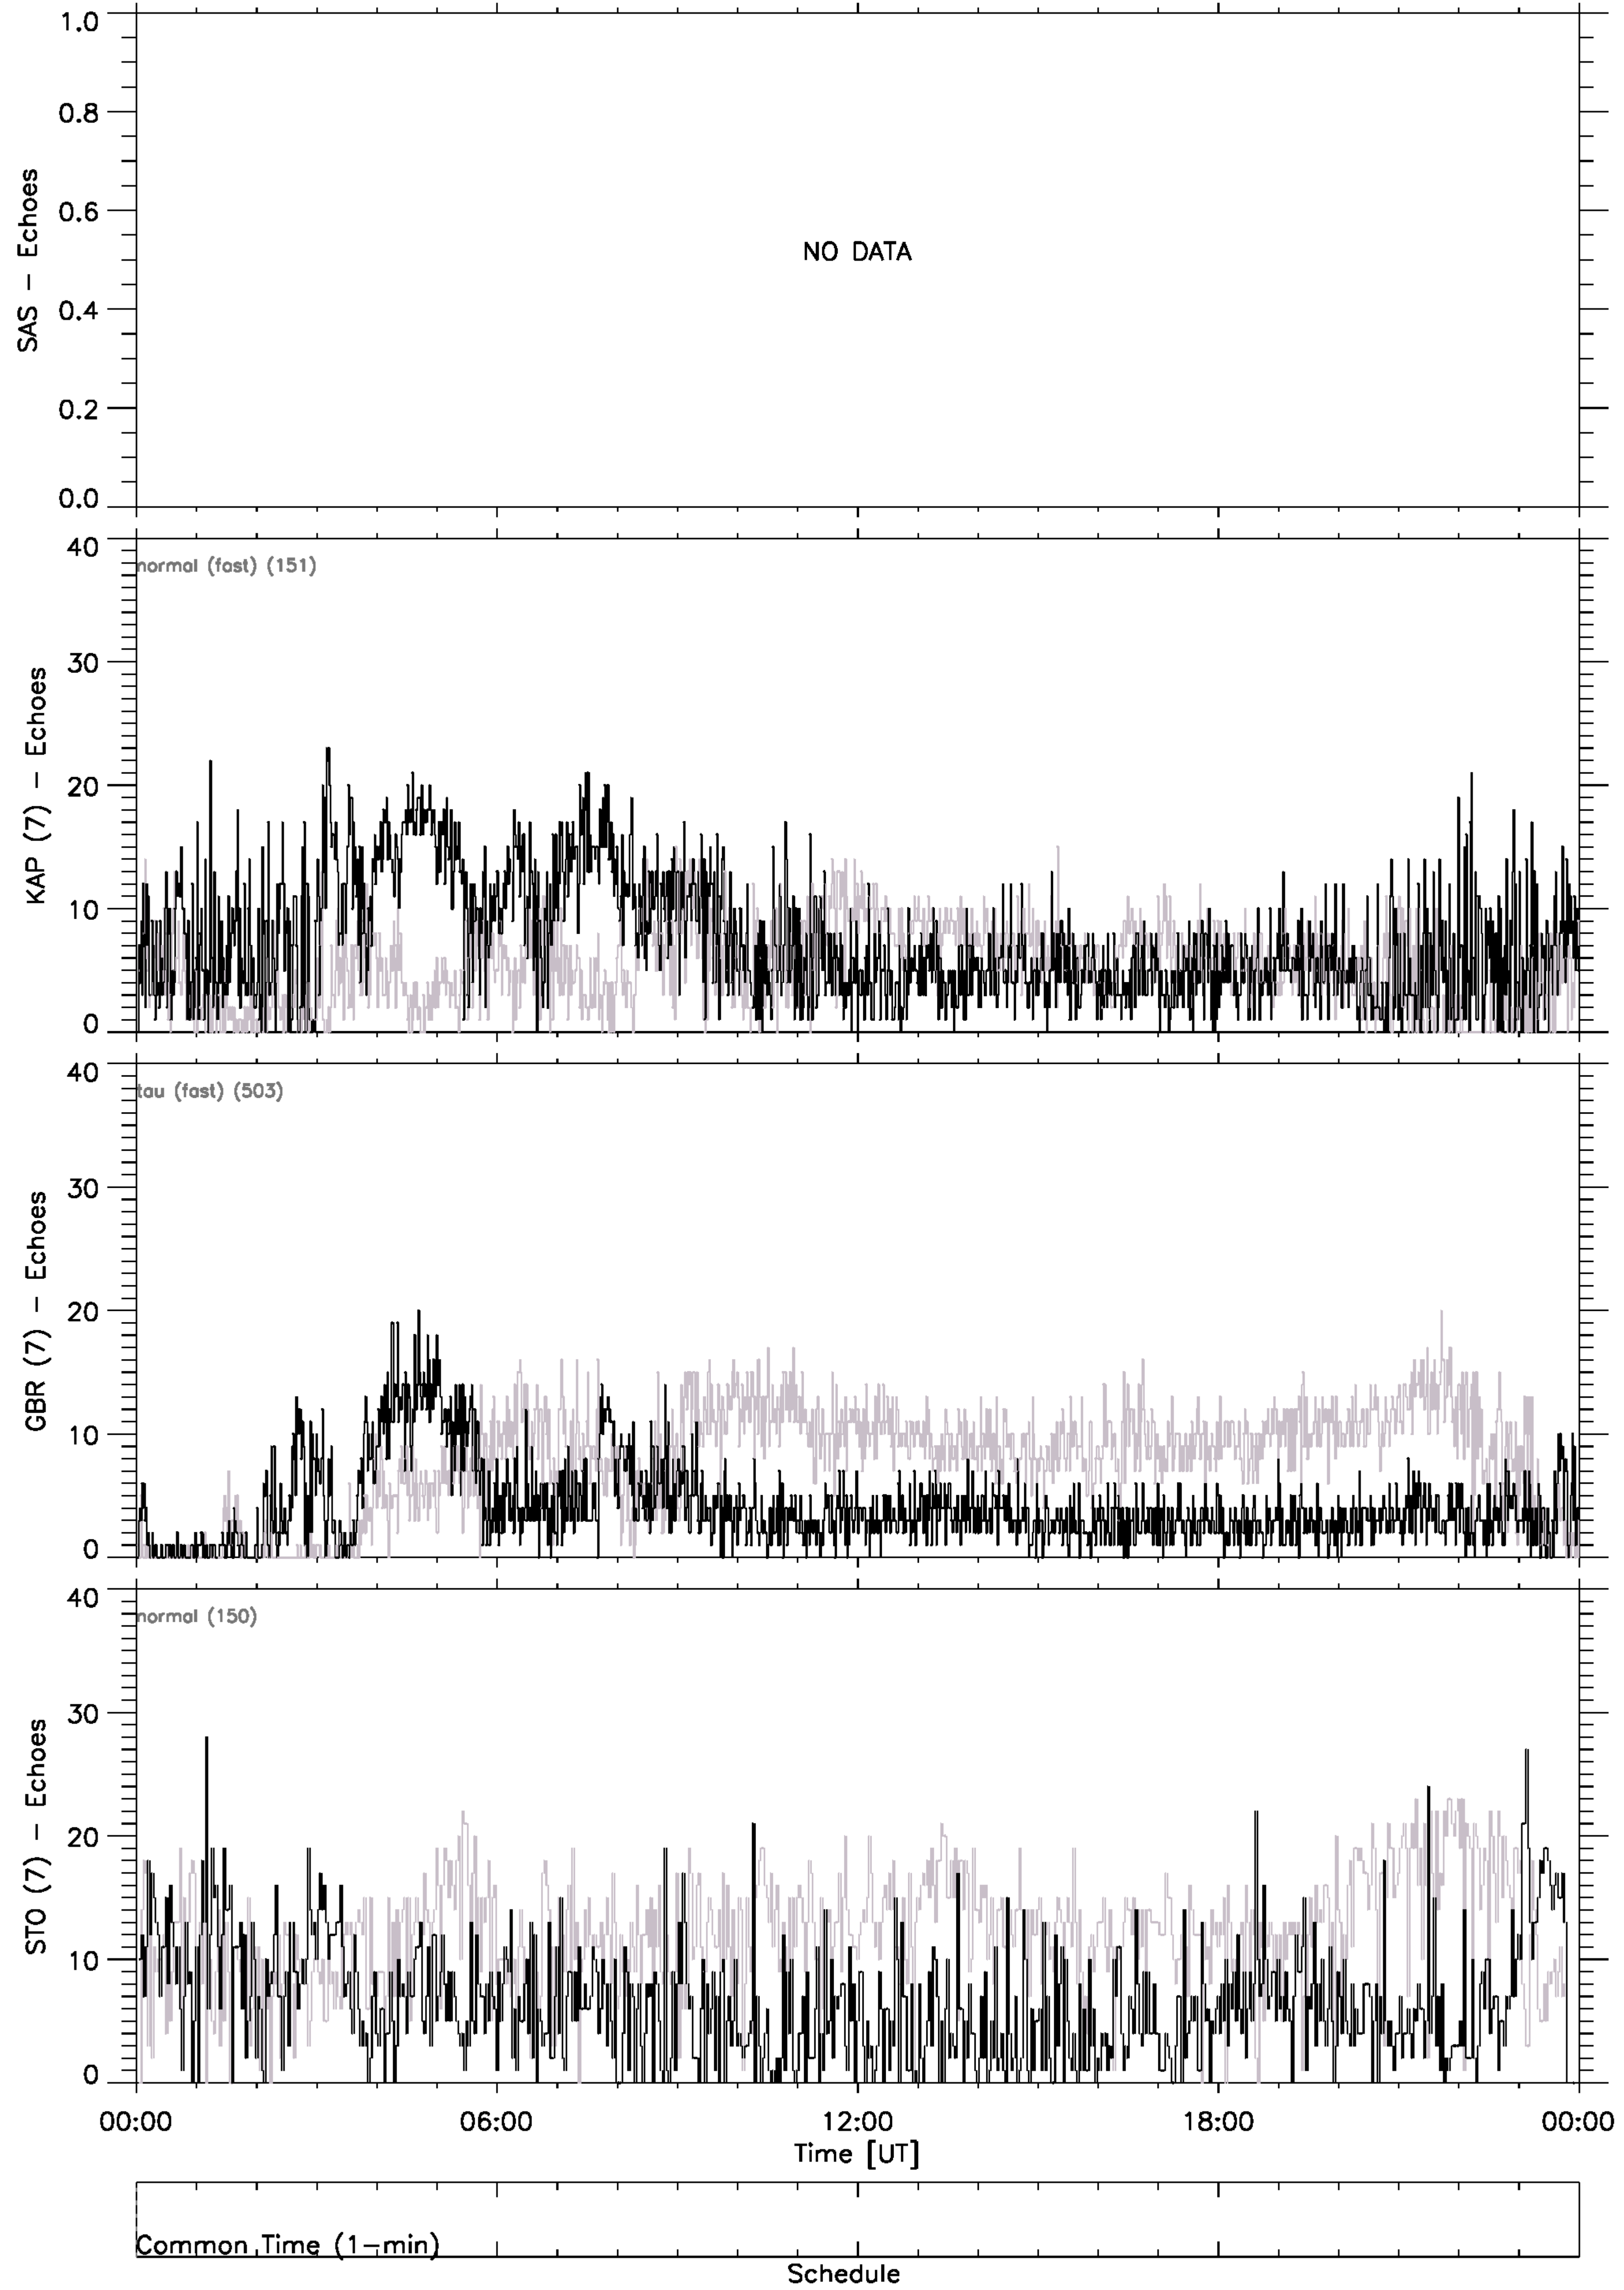 SAS – Echoes
1.0
0.8
0.6
0.4
0.2
0.0
NO DATA
KAP (7) – Echoes
40
30
20
10
0
normal (fast) (151)
GBR (7) – Echoes
40
30
20
10
0
tau (fast) (503)
STO (7) – Echoes
40
30
20
10
0
normal (150)
00:00 06:00 12:00 18:00 00:00
Time [UT]
Common Time (1–min)
Schedule